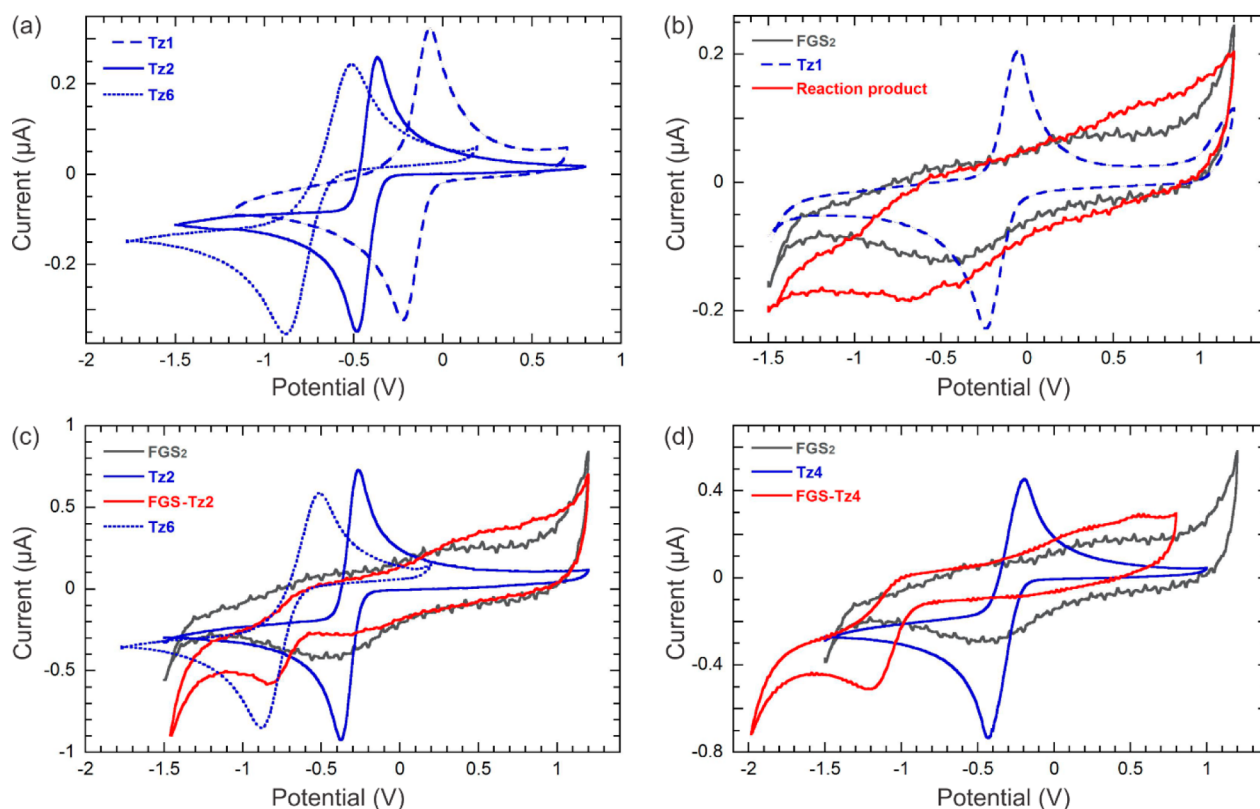 (a)
Tz1
Tz2
Tz6
0.2
0
-0.2
Current (µA)
-2
-1.5
-1
-0.5
0
0.5
1
Potential (V)
(b)
FGS₂
Tz1
Reaction product
0.2
0
-0.2
Current (µA)
-1.5
-1
-0.5
0
0.5
1
Potential (V)
(c)
FGS₂
Tz2
FGS-Tz2
Tz6
1
0.5
0
-0.5
-1
Current (µA)
-2
-1.5
-1
-0.5
0
0.5
1
Potential (V)
(d)
FGS₂
Tz4
FGS-Tz4
0.4
0
-0.4
-0.8
Current (µA)
-2
-1.5
-1
-0.5
0
0.5
1
Potential (V)